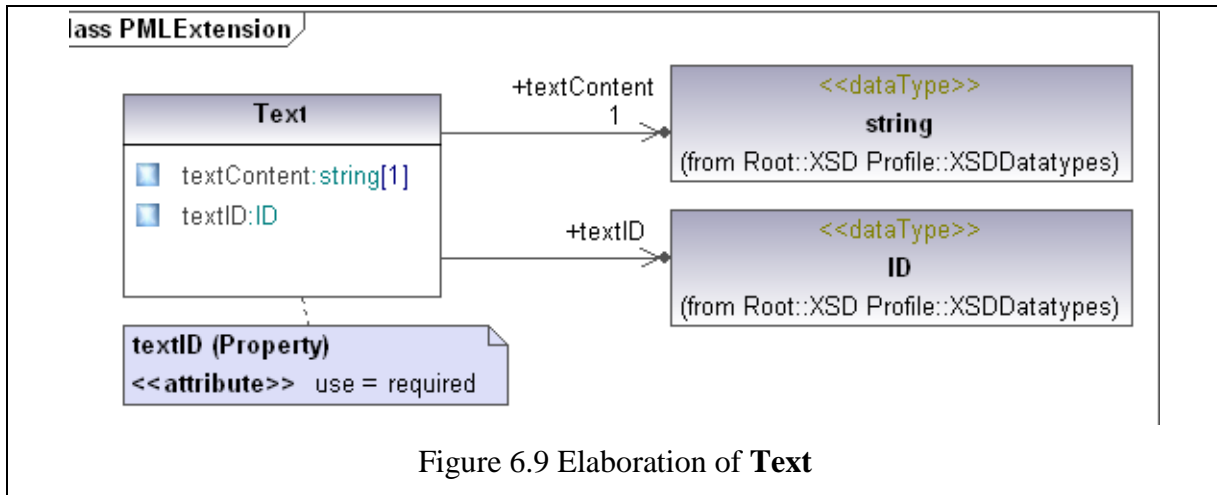 lass PMLExtension
Text
textContent:string[1]
textID:ID
+textContent
1
<<dataType>>
string
(from Root::XSD Profile::XSDDatatypes)
+textID
<<dataType>>
ID
(from Root::XSD Profile::XSDDatatypes)
textID (Property)
<<attribute>> use = required
Figure 6.9 Elaboration of Text